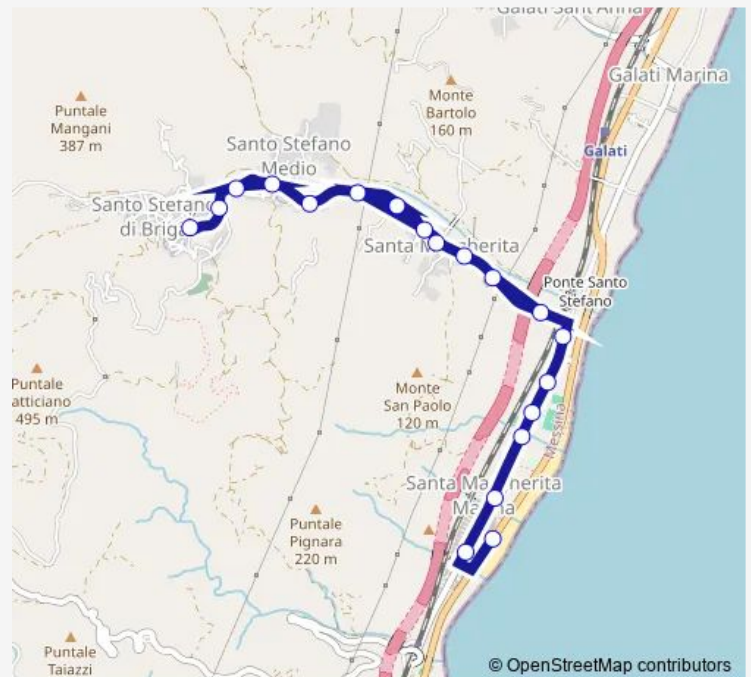 Galati Sant'Anna
Galati Marina
Puntale
Mangani
387 m
Monte
Bartolo
160 m
Galati
Santo Stefano
Medio
Santo Stefano
di Briga
Santa Margherita
Ponte Santo
Stefano
Puntale
atticiano
495 m
Monte
San Paolo
120 m
Messina
Santa Margherita
Marina
Puntale
Pignara
220 m
Puntale
Taiazzi
© OpenStreetMap contributors